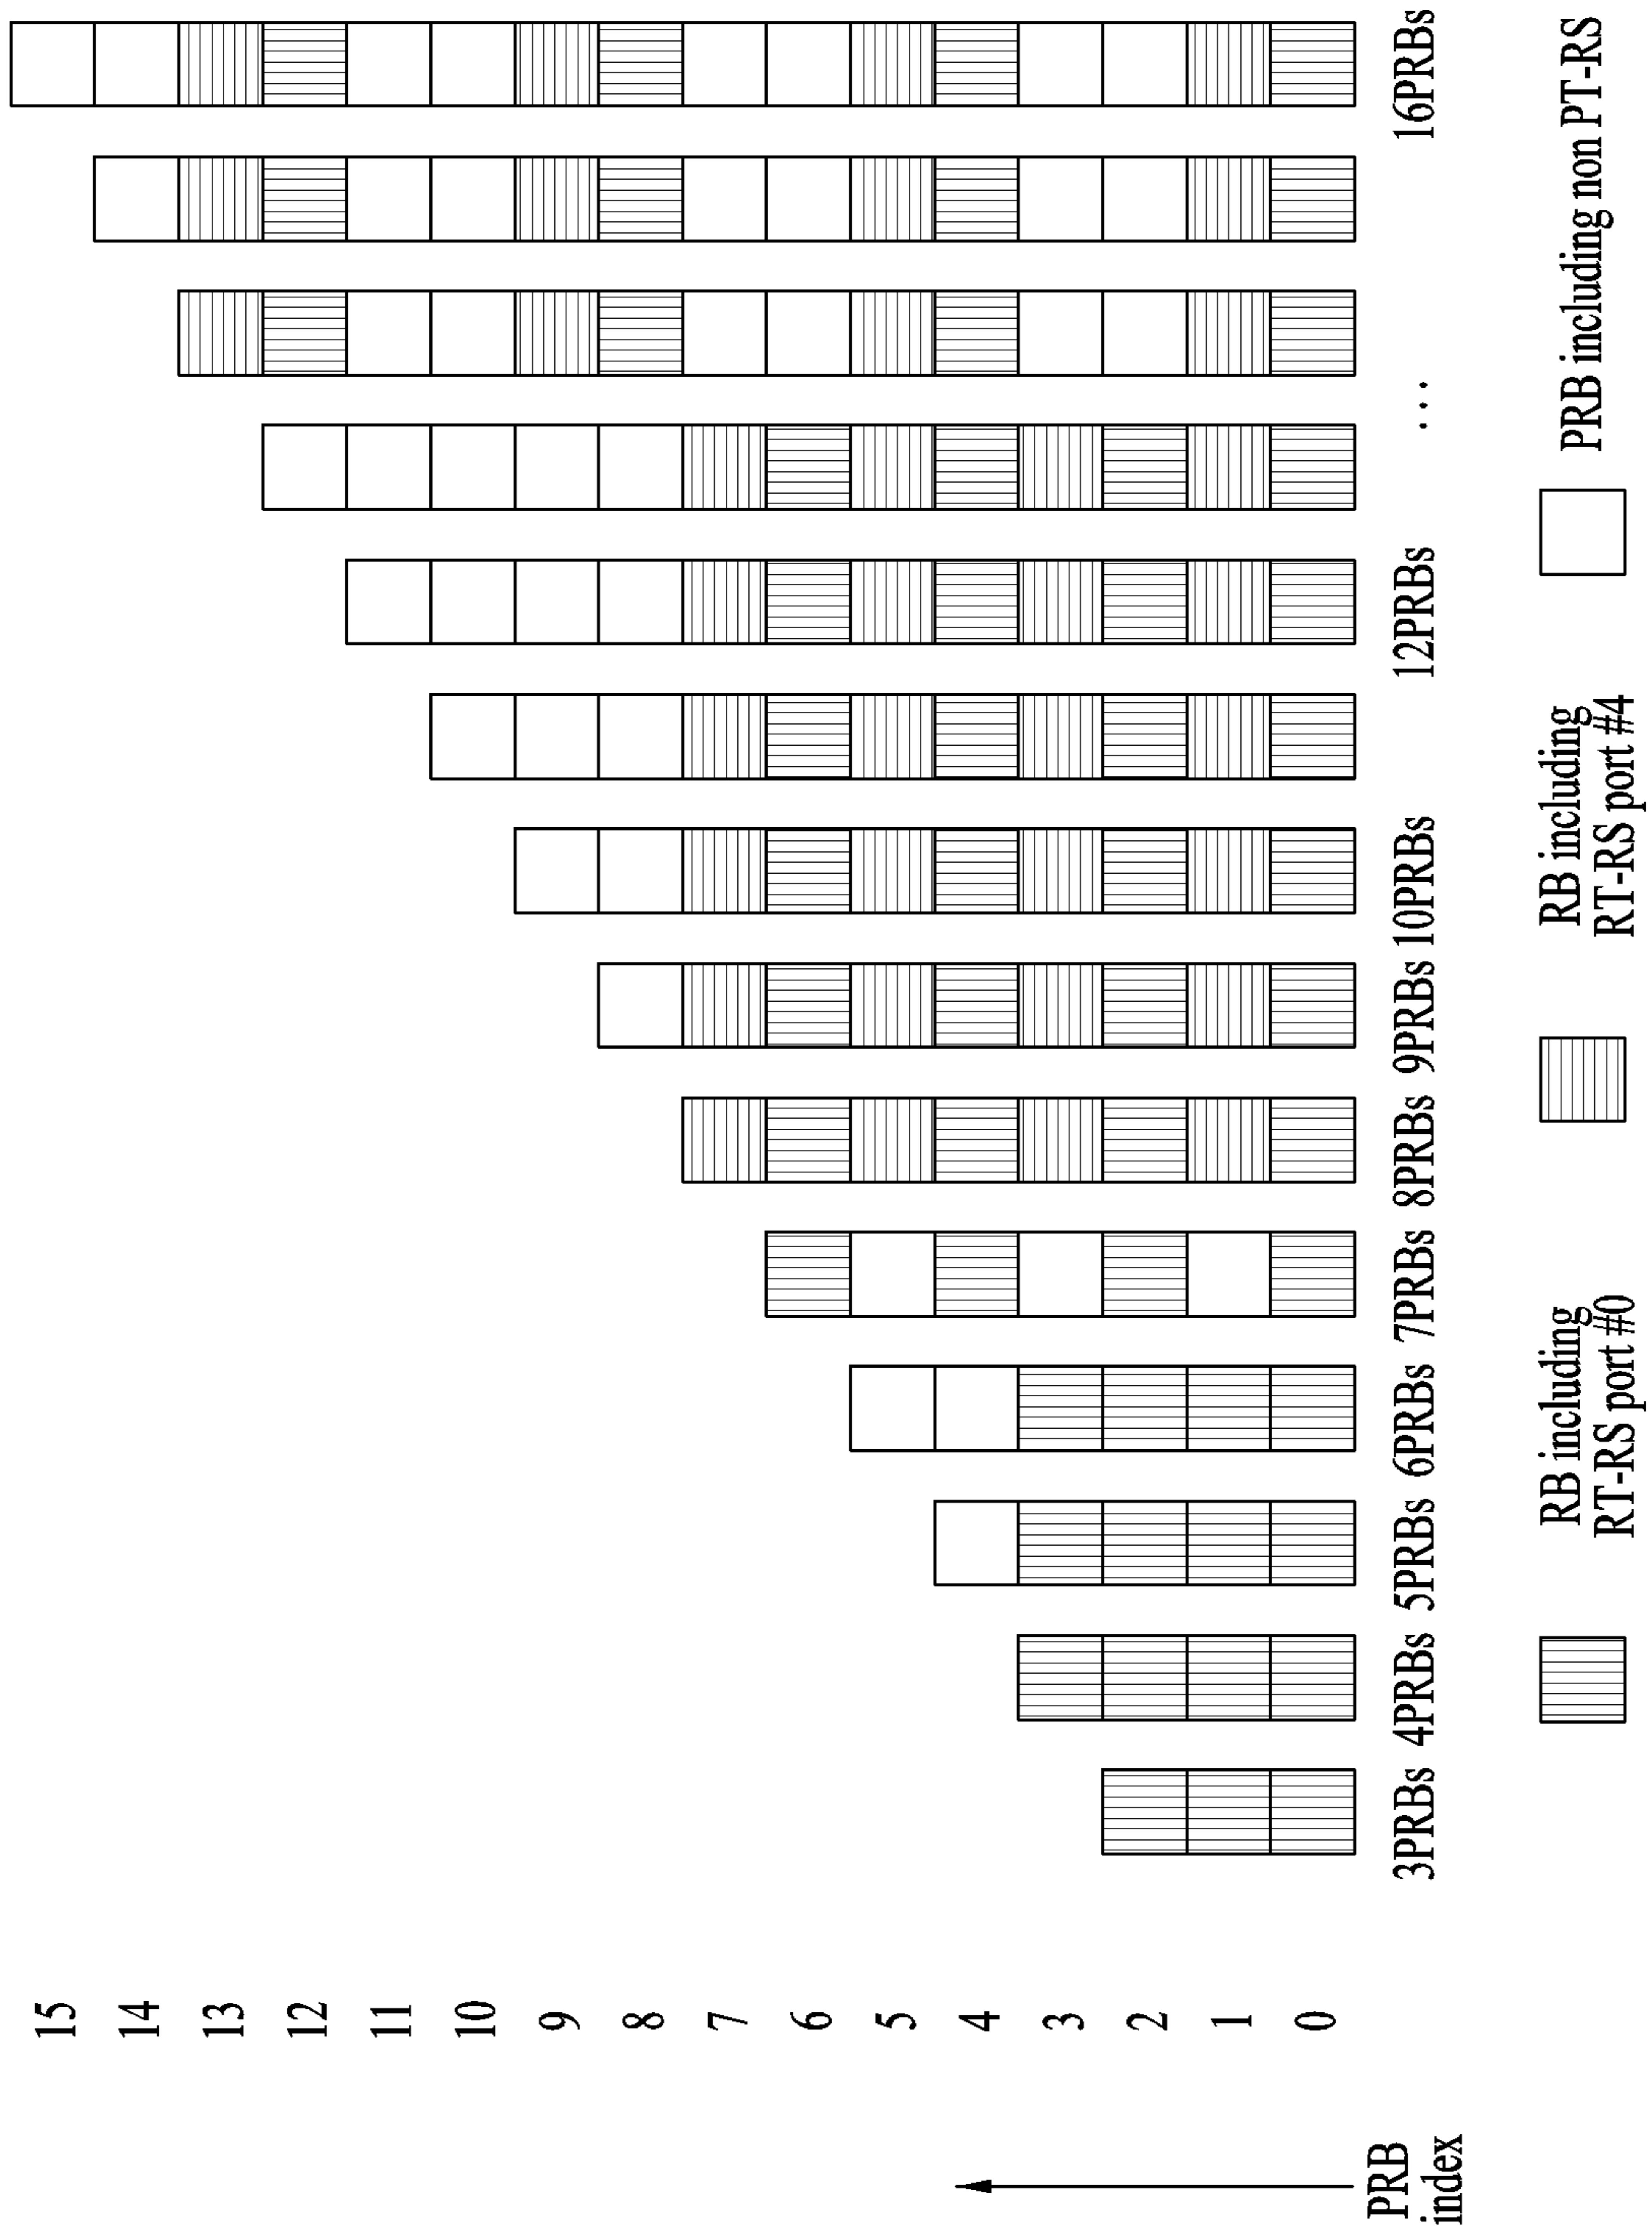 15
14
13
12
11
10
9
8
7
6
5
4
3
2
1
0
PRB
index
3PRBs
4PRBs
5PRBs
6PRBs
7PRBs
8PRBs
9PRBs
10PRBs
12PRBs
...
16PRBs
RB including
RT-RS port #0
RB including
RT-RS port #4
PRB including non PT-RS